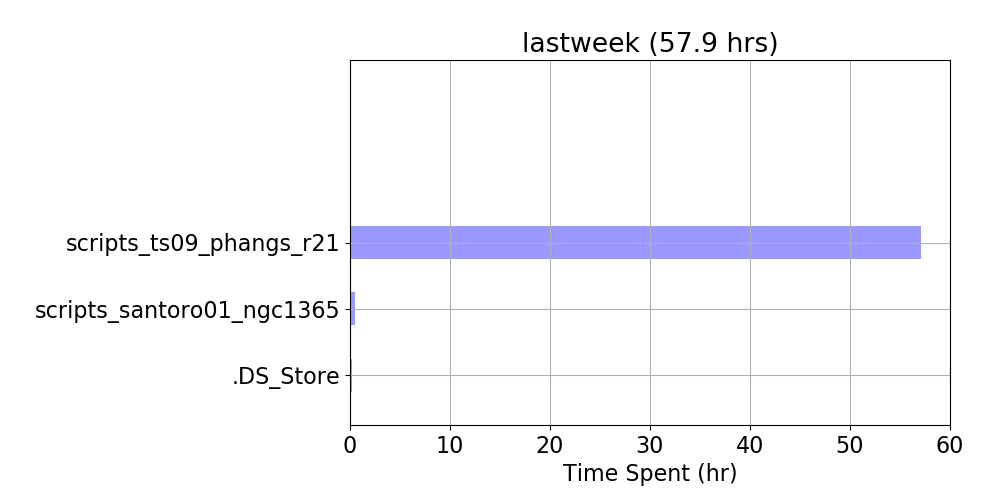 lastweek (57.9 hrs)
scripts_ts09_phangs_r21
scripts_santoro01_ngc1365
.DS_Store
0 10 20 30 40 50 60
Time Spent (hr)